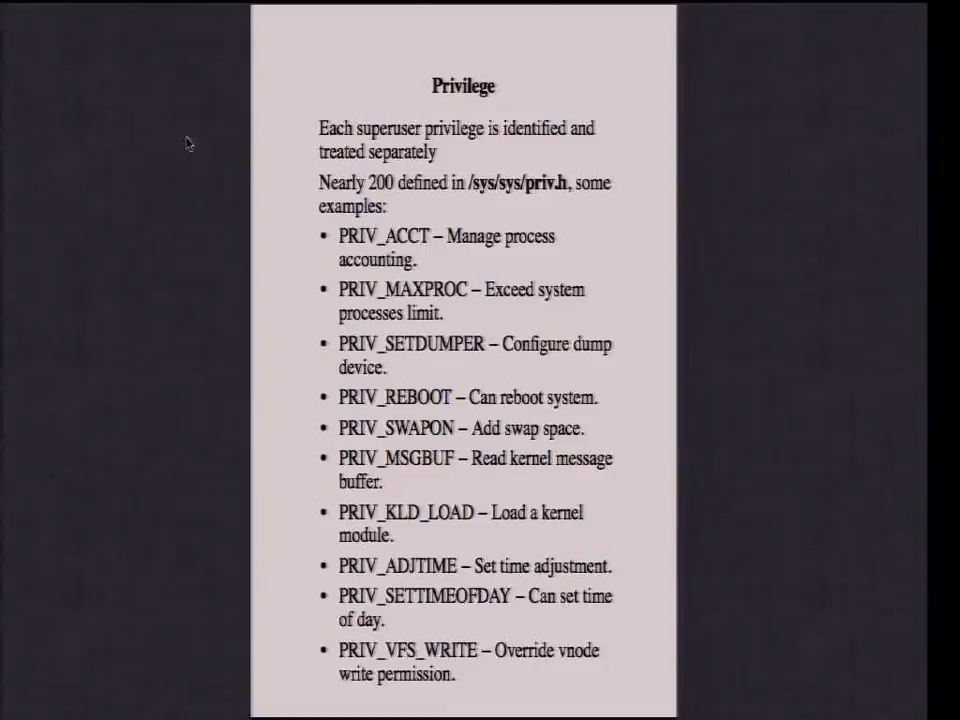 Privilege
Each superuser privilege is identified and
treated separately
Nearly 200 defined in /sys/sys/priv.h, some
examples:
• PRIV_ACCT – Manage process
accounting.
• PRIV_MAXPROC – Exceed system
processes limit.
• PRIV_SETDUMPER – Configure dump
device.
• PRIV_REBOOT – Can reboot system.
• PRIV_SWAPON – Add swap space.
• PRIV_MSGBUF – Read kernel message
buffer.
• PRIV_KLD_LOAD – Load a kernel
module.
• PRIV_ADJTIME – Set time adjustment.
• PRIV_SETTIMEOFDAY – Can set time
of day.
• PRIV_VFS_WRITE – Override vnode
write permission.